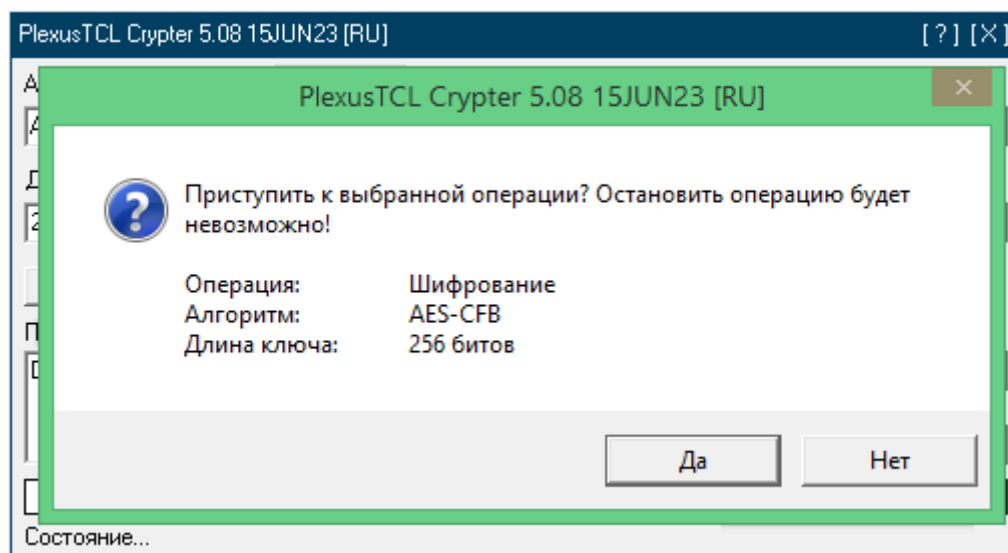 PlexusTCL Crypter 5.08 15JUN23 [RU] [ ? ] [X]
PlexusTCL Crypter 5.08 15JUN23 [RU]
Приступить к выбранной операции? Остановить операцию будет
невозможно!
Операция: Шифрование
Алгоритм: AES-CFB
Длина ключа: 256 битов
Да Нет
Состояние...